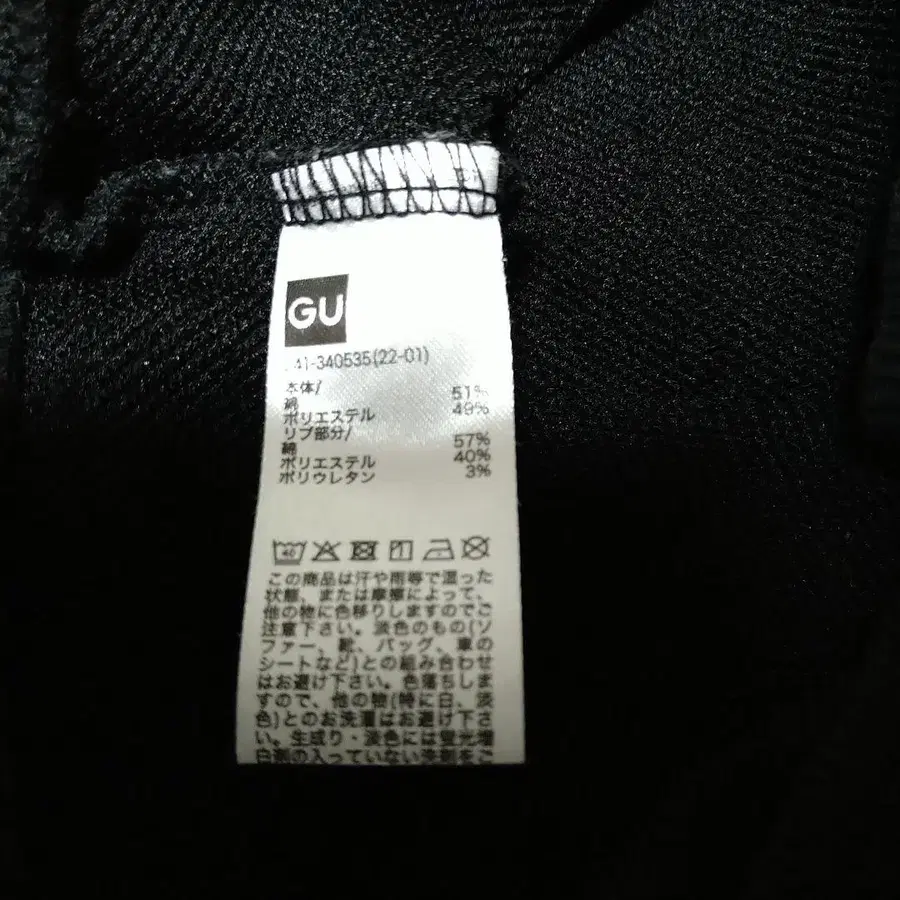 GU
41-340535(22-01)
本体/
綿 51%
ポリエステル 49%
リブ部分/
綿 57%
ポリエステル 40%
ポリウレタン 3%
40
この商品は汗や雨等で湿った
状態、または摩擦によって、
他の物に色移りしますのでご
注意下さい。淡色のもの(ソ
ファー、靴、バッグ、車の
シートなど)との組み合わせ
はお避け下さい。色落ちしま
すので、他の物(特に白、淡
色)とのお洗濯はお避け下さ
い。生成り・淡色には蛍光増
白剤の入っていない洗剤をご